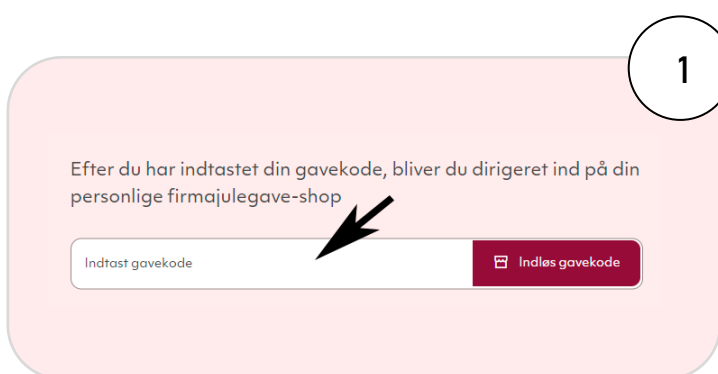 1
Efter du har indtastet din gavekode, bliver du dirigeret ind på din
personlige firmajulegave-shop
Indtast gavekode
Indløs gavekode